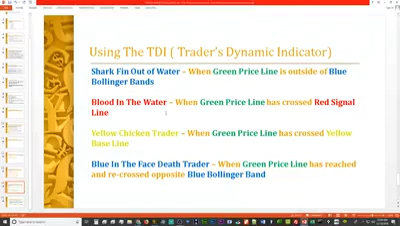 Using The TDI ( Trader's Dynamic Indicator)
Shark Fin Out of Water – When Green Price Line is outside of Blue
Bollinger Bands
Blood In The Water – When Green Price Line has crossed Red Signal
Line
Yellow Chicken Trader – When Green Price Line has crossed Yellow
Base Line
Blue In The Face Death Trader – When Green Price Line has reached
and re-crossed opposite Blue Bollinger Band